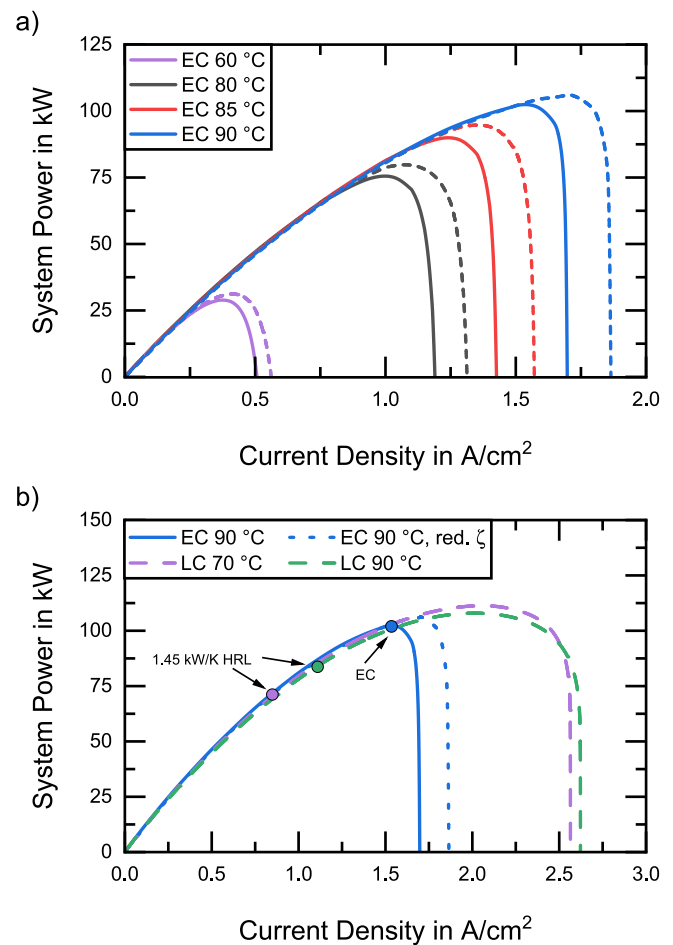 a)
125
100
75
50
25
0
System Power in kW
EC 60 °C
EC 80 °C
EC 85 °C
EC 90 °C
0.0 0.5 1.0 1.5 2.0
Current Density in A/cm²
b)
150
125
100
75
50
25
0
System Power in kW
EC 90 °C EC 90 °C, red. ζ
LC 70 °C LC 90 °C
1.45 kW/K HRL
EC
0.0 0.5 1.0 1.5 2.0 2.5 3.0
Current Density in A/cm²